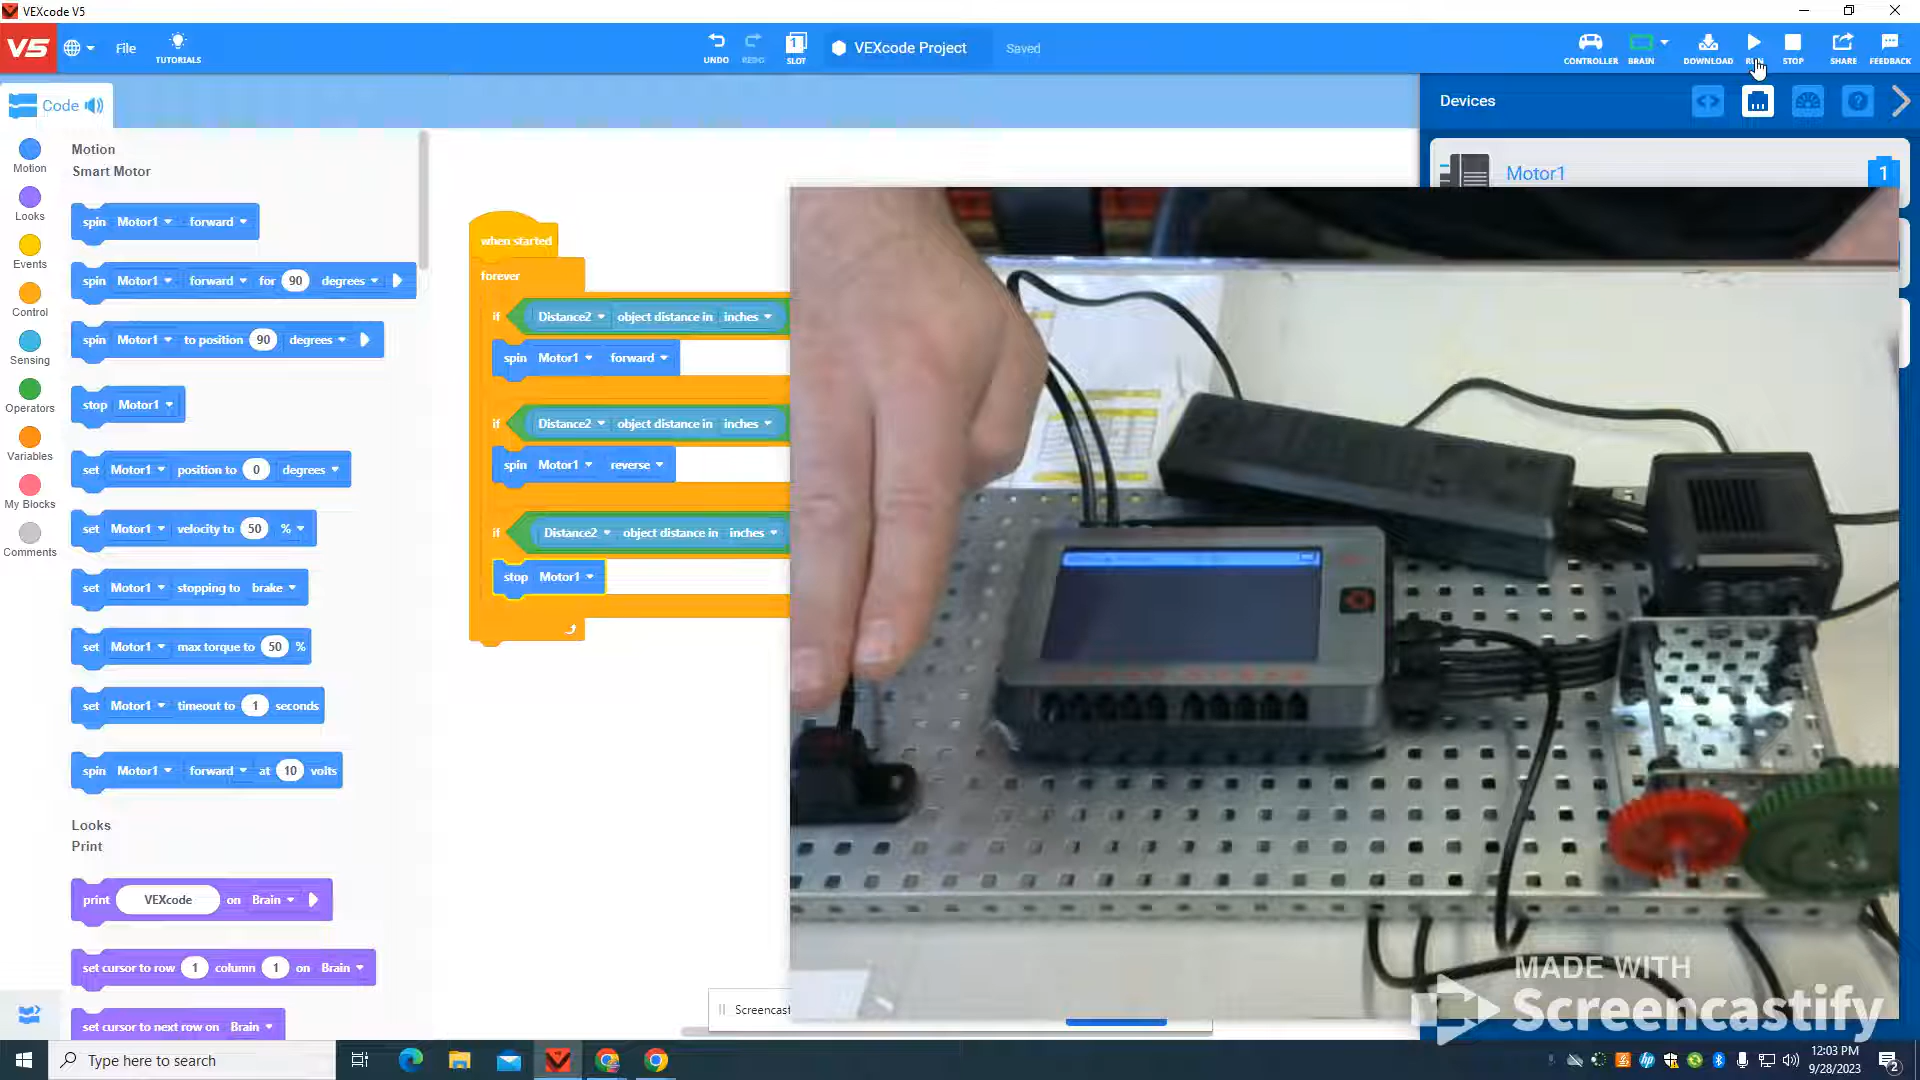 VEXcode V5
V5
File
TUTORIALS
UNDO
REDO
1
SLOT
VEXcode Project
Saved
CONTROLLER
BRAIN
DOWNLOAD
STOP
SHARE
FEEDBACK
Code
Devices
Motor1
1
Motion
Looks
Events
Control
Sensing
Operators
Variables
My Blocks
Comments
Motion
Smart Motor
spin Motor1 forward
spin Motor1 forward for 90 degrees
spin Motor1 to position 90 degrees
stop Motor1
set Motor1 position to 0 degrees
set Motor1 velocity to 50 %
set Motor1 stopping to brake
set Motor1 max torque to 50 %
set Motor1 timeout to 1 seconds
spin Motor1 forward at 10 volts
Looks
Print
print VEXcode on Brain
set cursor to row 1 column 1 on Brain
set cursor to next row on Brain
when started
forever
if Distance2 object distance in inches
spin Motor1 forward
if Distance2 object distance in inches
spin Motor1 reverse
if Distance2 object distance in inches
stop Motor1
Screencast
MADE WITH
Screencastify
Type here to search
12:03 PM
9/28/2023
2